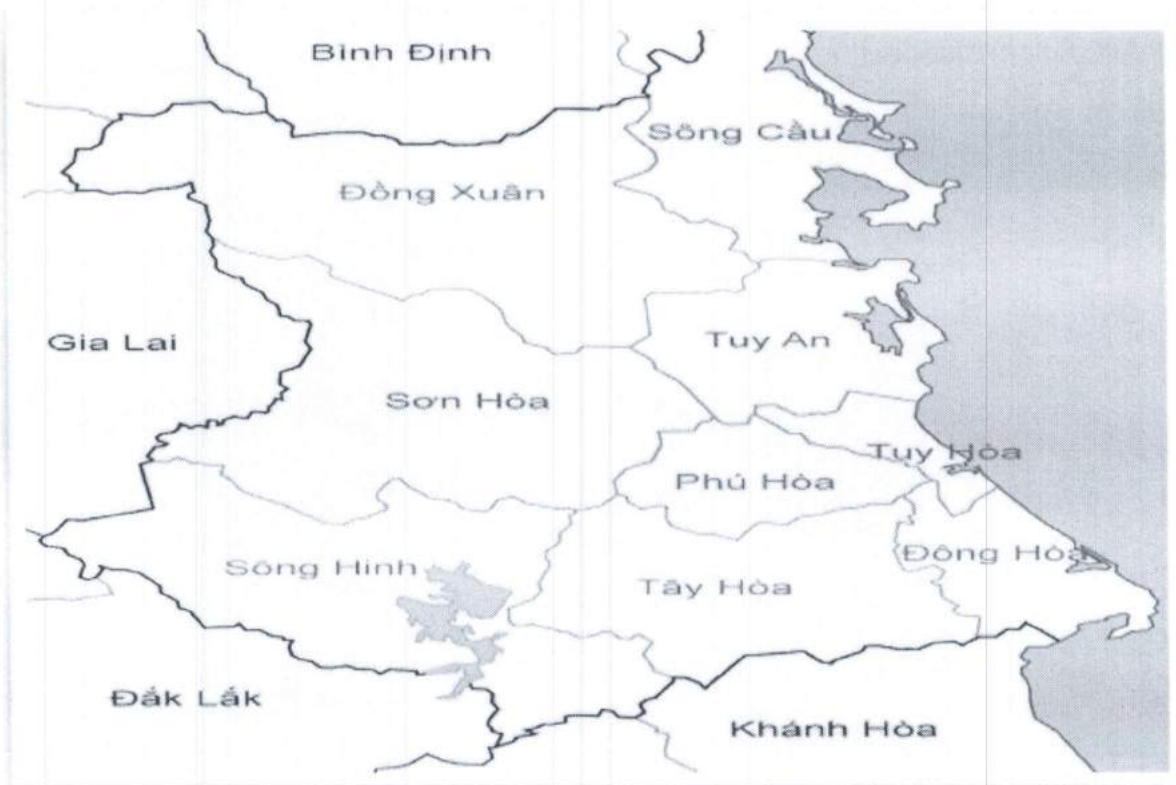 Bình Định
Sông Cầu
Đồng Xuân
Gia Lai
Tuy An
Sơn Hòa
Tuy Hòa
Phú Hòa
Đông Hòa
Sông Hinh
Tây Hòa
Đắk Lắk
Khánh Hòa